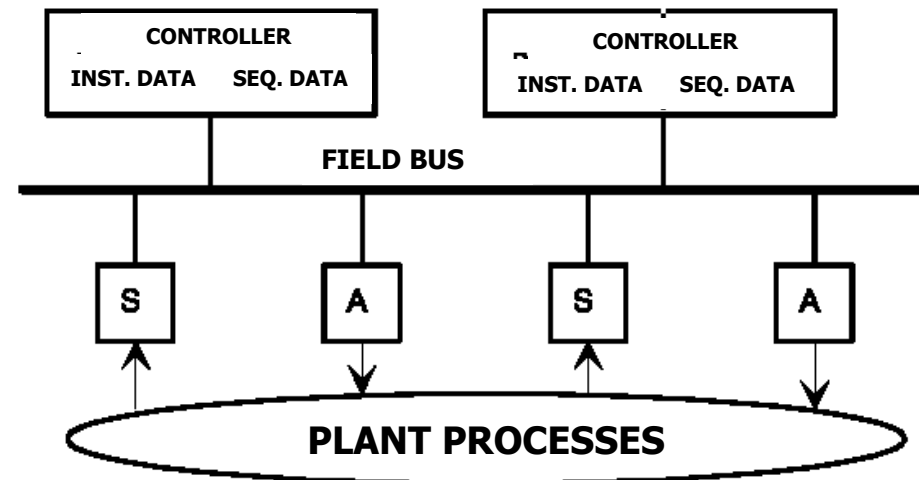 CONTROLLER
INST. DATA SEQ. DATA
CONTROLLER
INST. DATA SEQ. DATA
FIELD BUS
S
A
S
A
PLANT PROCESSES